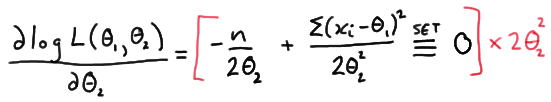 ∂ log L(θ₁, θ₂) / ∂θ₂ = [ -n / 2θ₂ + Σ(xᵢ - θ₁)² / 2θ₂² SET ≡ 0 ] × 2θ₂²